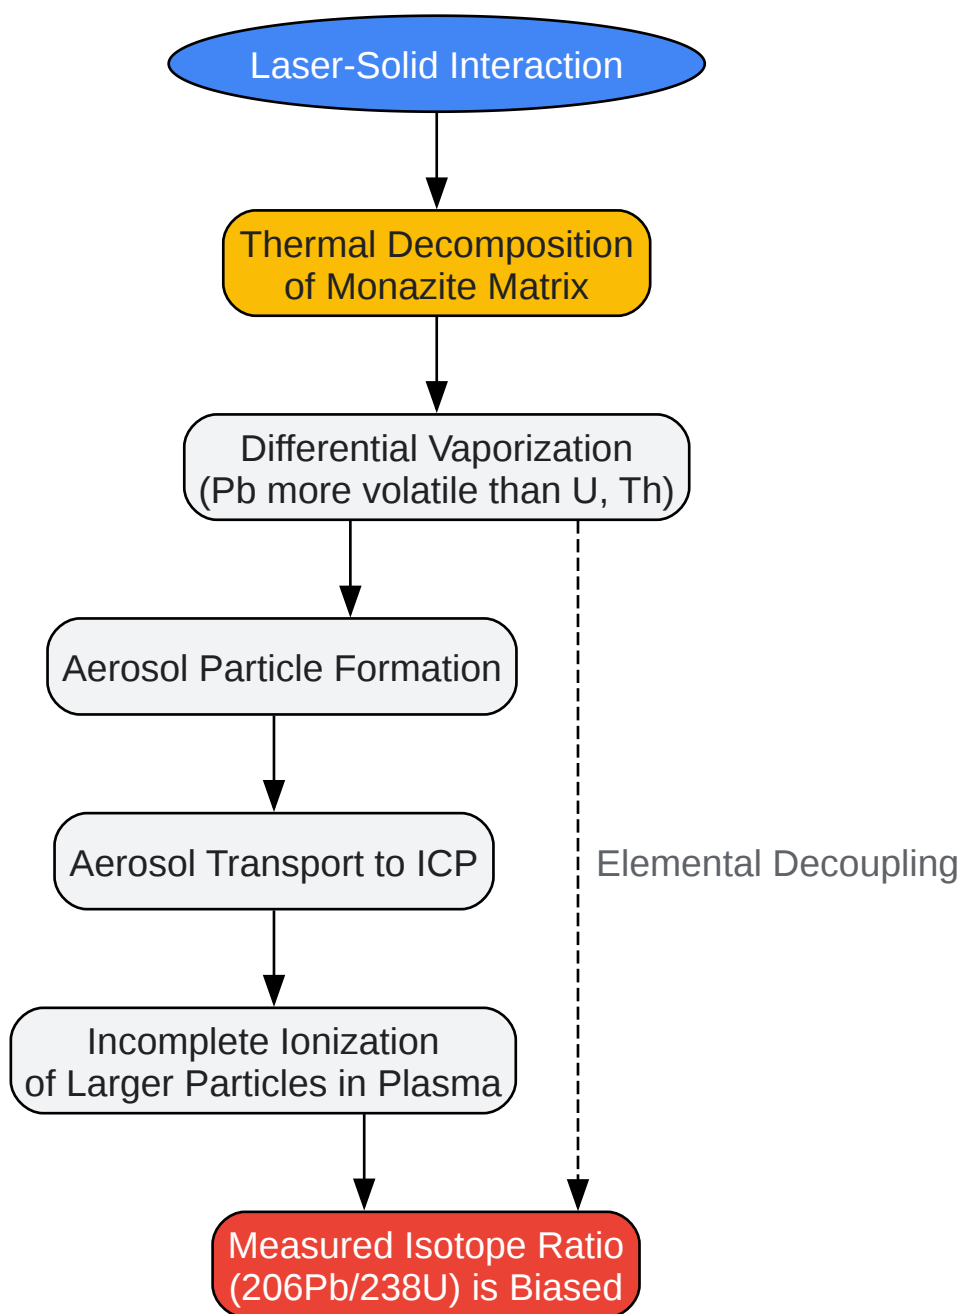 Laser-Solid Interaction
Thermal Decomposition
of Monazite Matrix
Differential Vaporization
(Pb more volatile than U, Th)
Aerosol Particle Formation
Aerosol Transport to ICP
Elemental Decoupling
Incomplete Ionization
of Larger Particles in Plasma
Measured Isotope Ratio
(206Pb/238U) is Biased